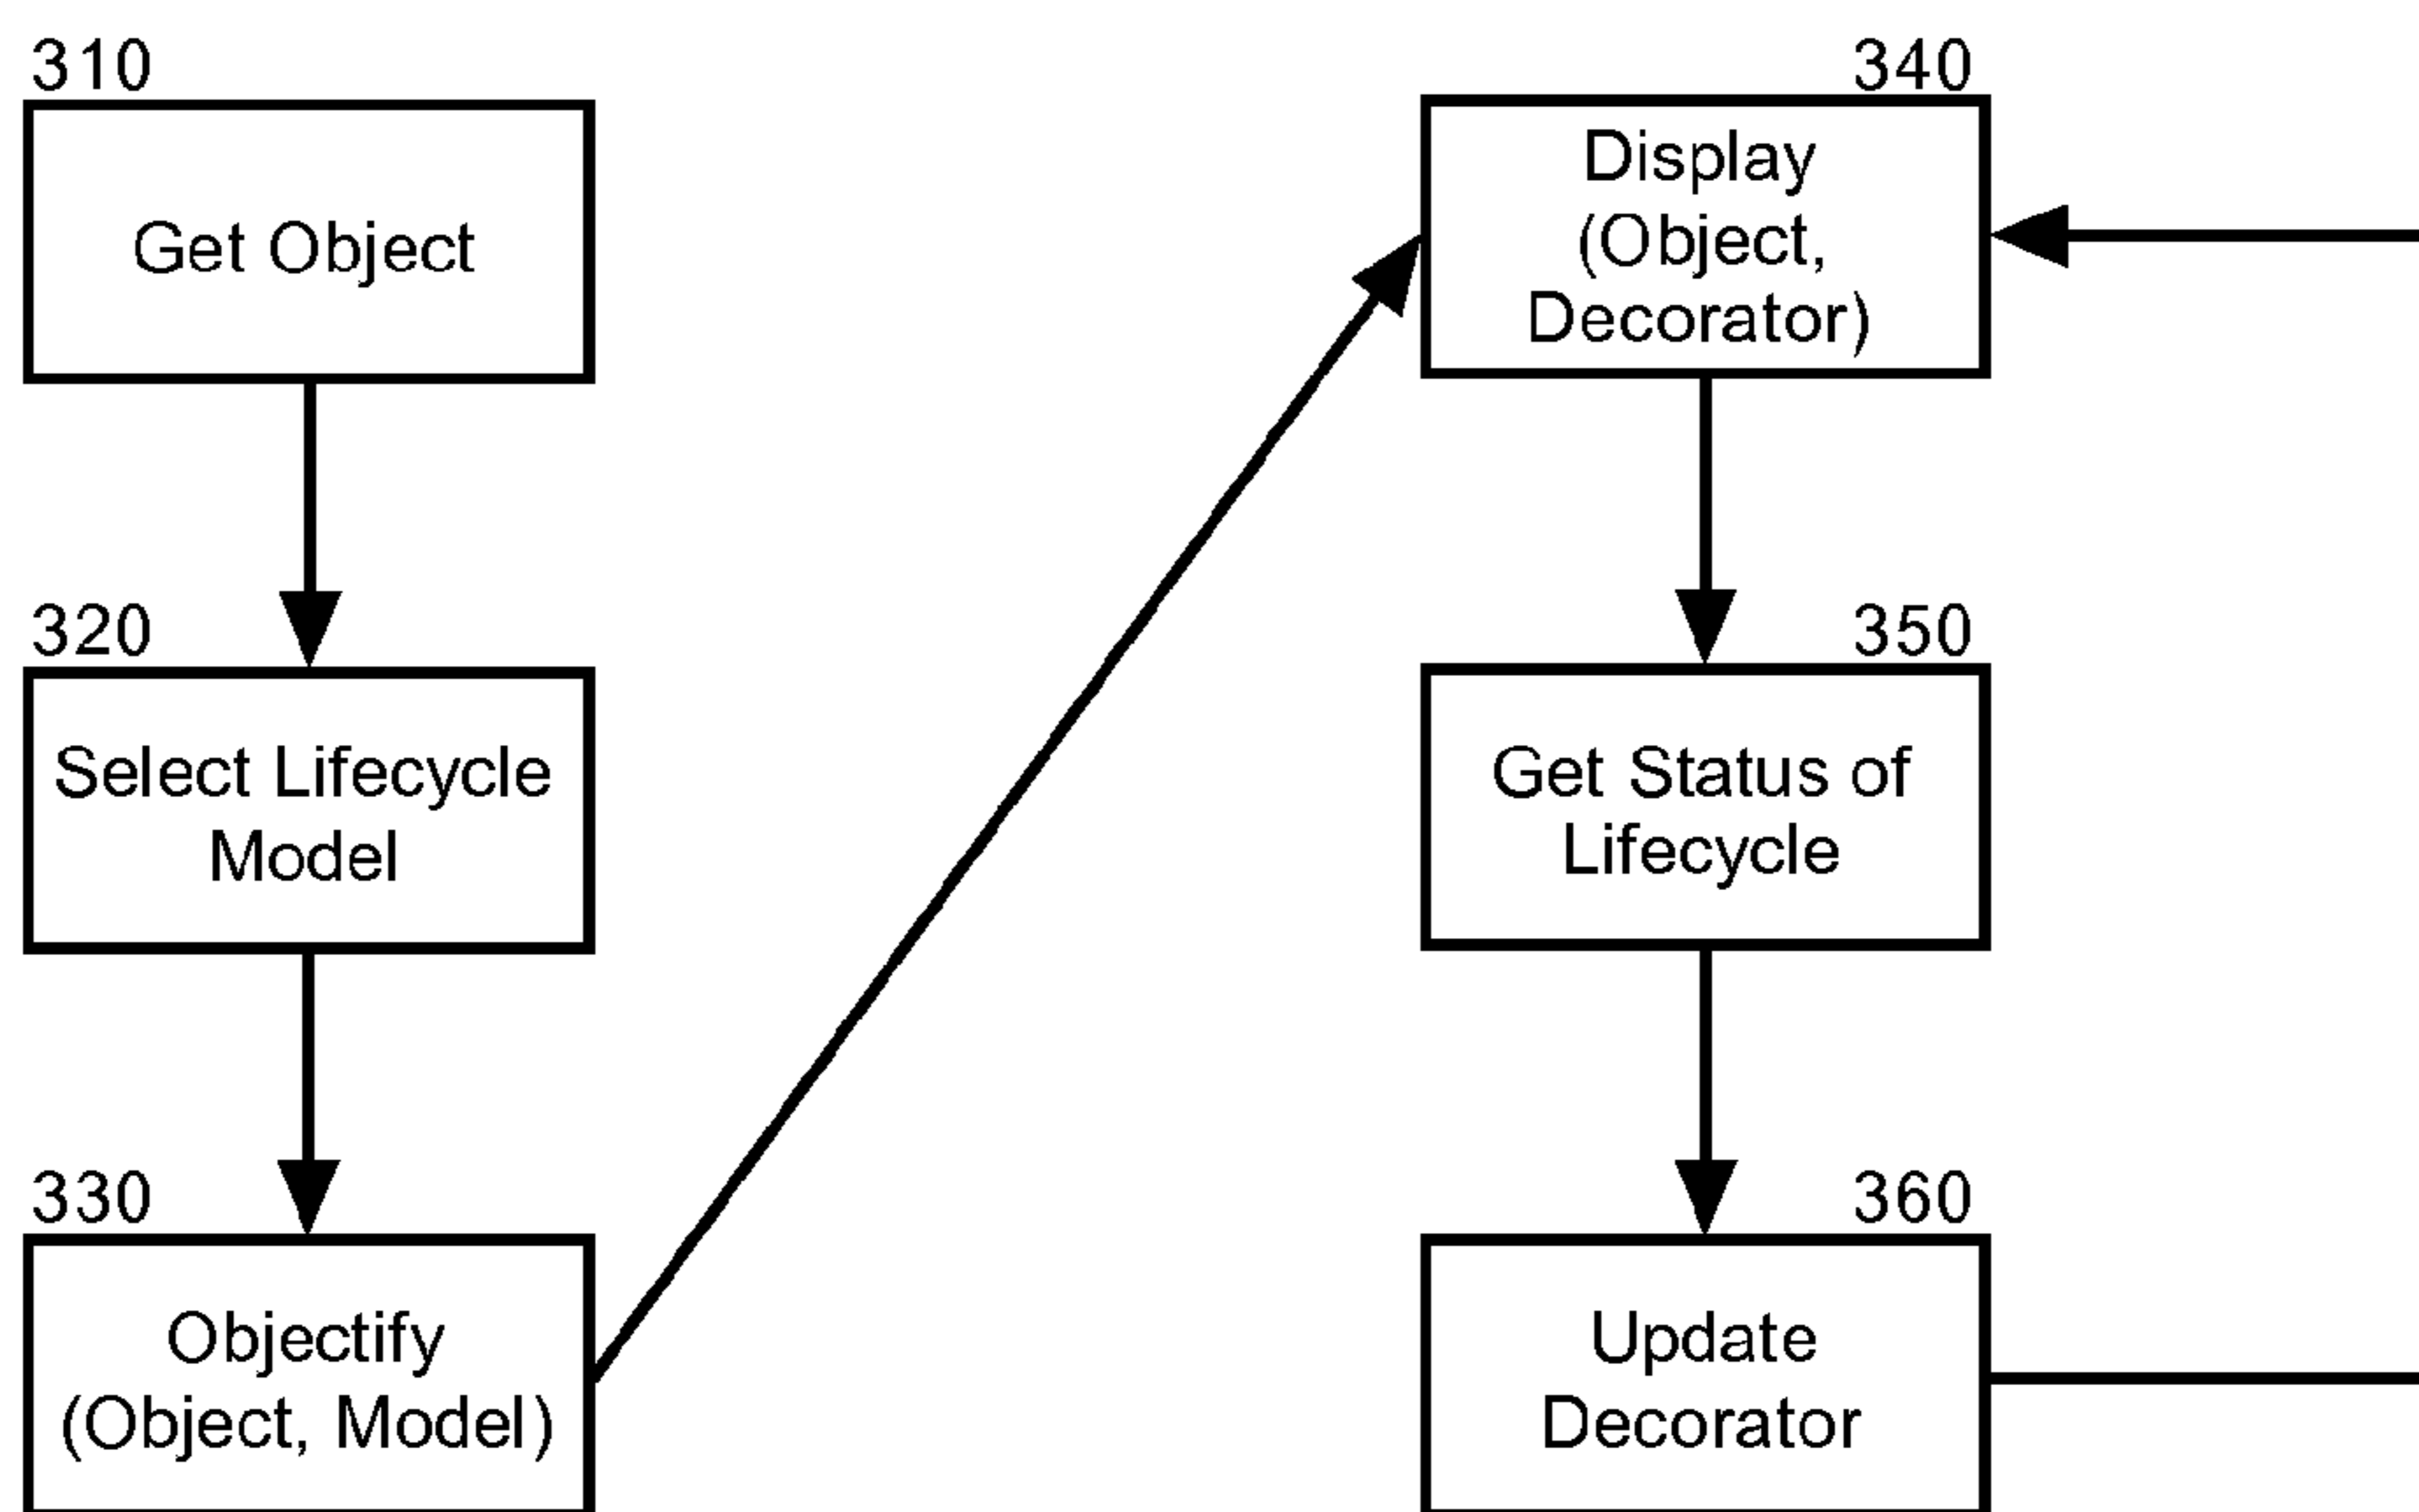 310
Get Object
320
Select Lifecycle
Model
330
Objectify
(Object, Model)
340
Display
(Object,
Decorator)
350
Get Status of
Lifecycle
360
Update
Decorator